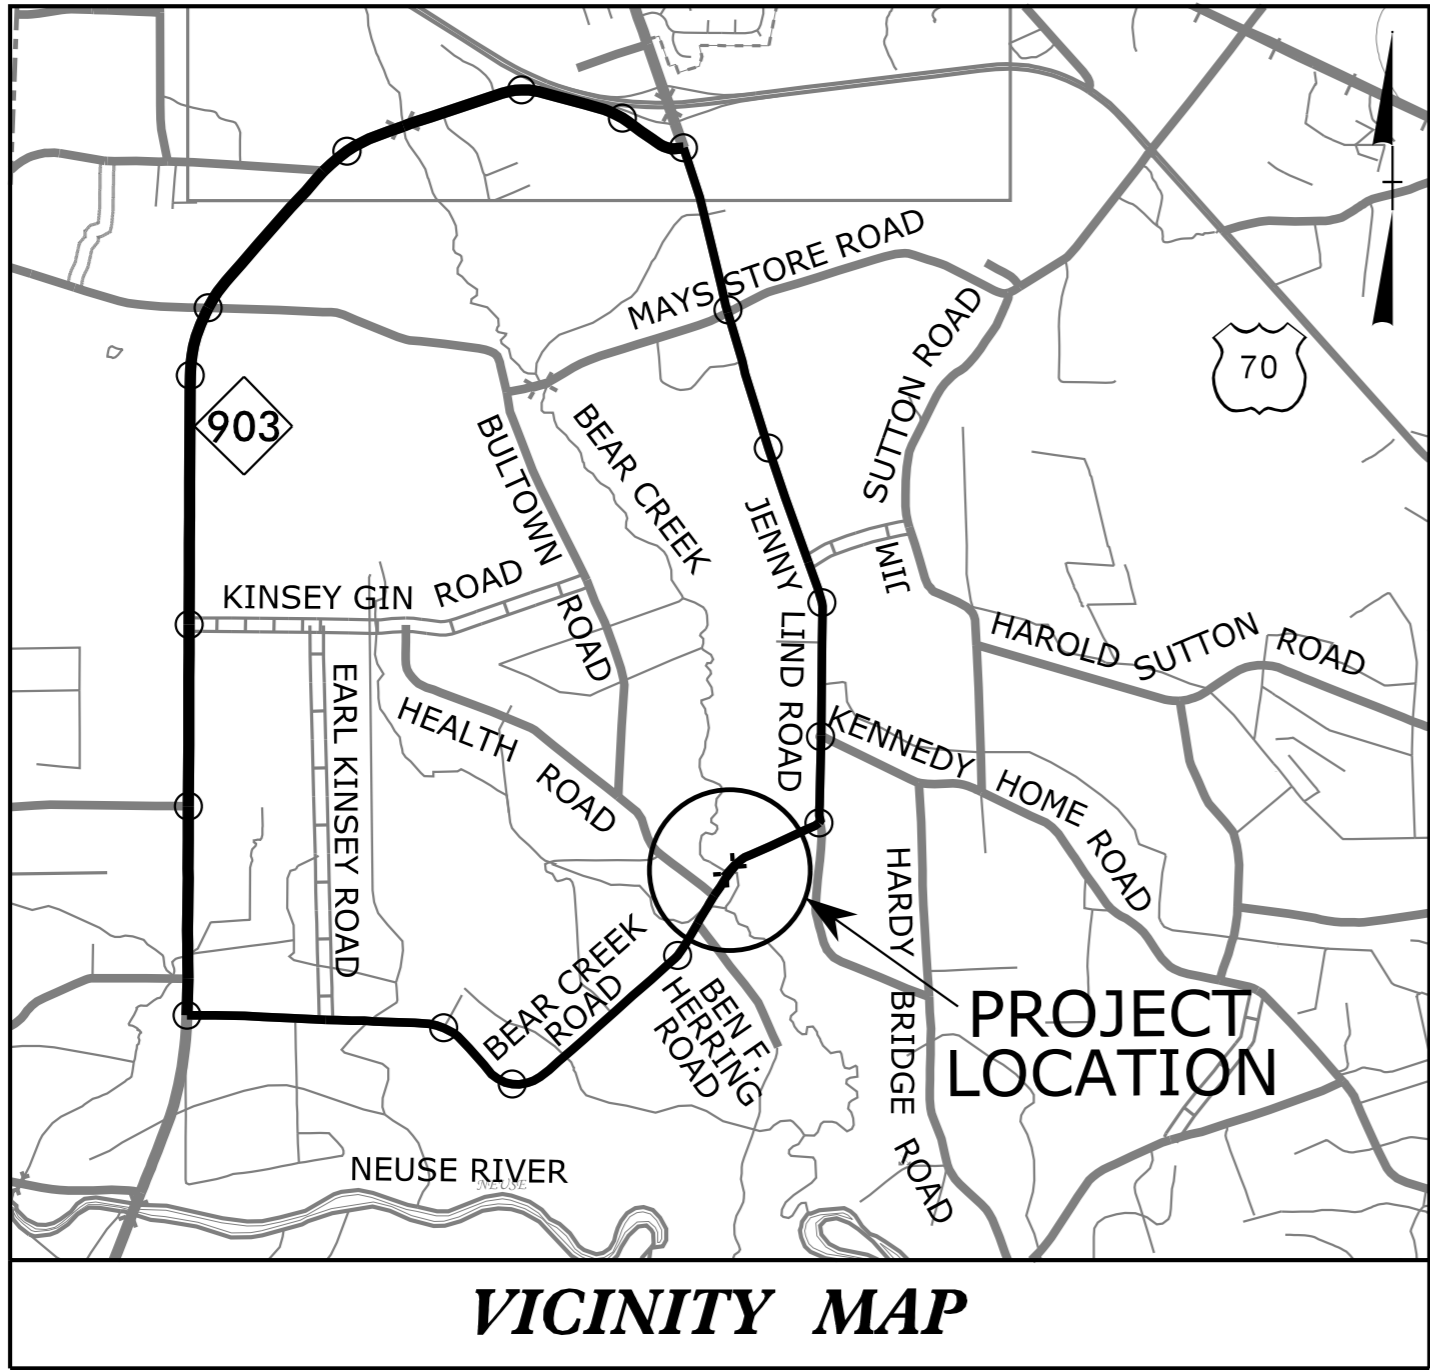 MAYS STORE ROAD
SUTTON ROAD
JIM
70
903
BULTOWN
ROAD
BEAR CREEK
JENNY LIND ROAD
KINSEY GIN ROAD
HAROLD SUTTON ROAD
EARL KINSEY ROAD
HEALTH ROAD
KENNEDY HOME ROAD
HARDY BRIDGE ROAD
BEAR CREEK
ROAD
BEN F.
HERRING
ROAD
PROJECT
LOCATION
NEUSE RIVER
NEUSE
VICINITY MAP